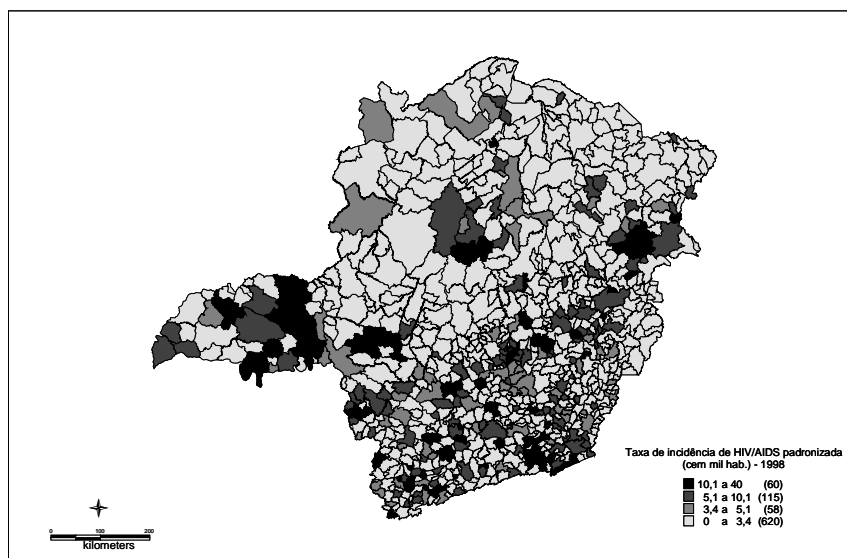 Taxa de incidência de HIV/AIDS padronizada
(cem mil hab.) - 1998
10,1 a 40 (60)
5,1 a 10,1 (115)
3,4 a 5,1 (58)
0 a 3,4 (620)
0 100 200
kilometers